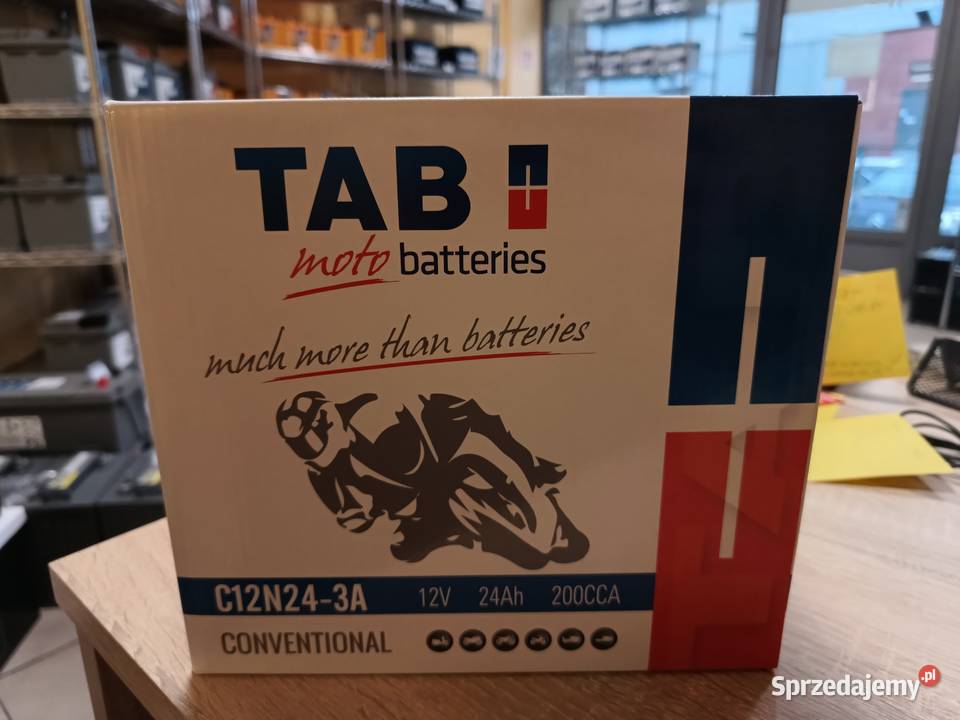 TAB
moto batteries
much more than batteries
C12N24-3A 12V 24Ah 200CCA
CONVENTIONAL
Sprzedajemy.pl